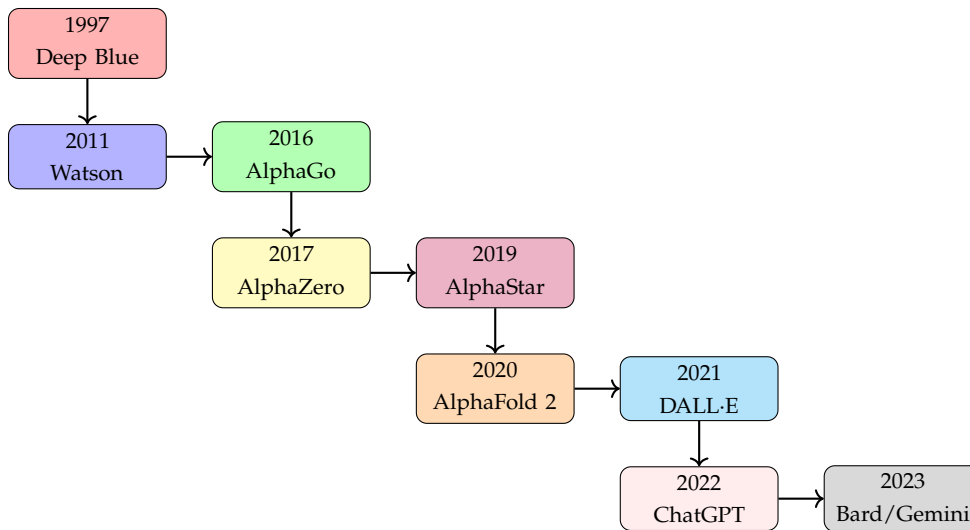 1997
Deep Blue
2011
Watson
2016
AlphaGo
2017
AlphaZero
2019
AlphaStar
2020
AlphaFold 2
2021
DALL·E
2022
ChatGPT
2023
Bard/Gemini